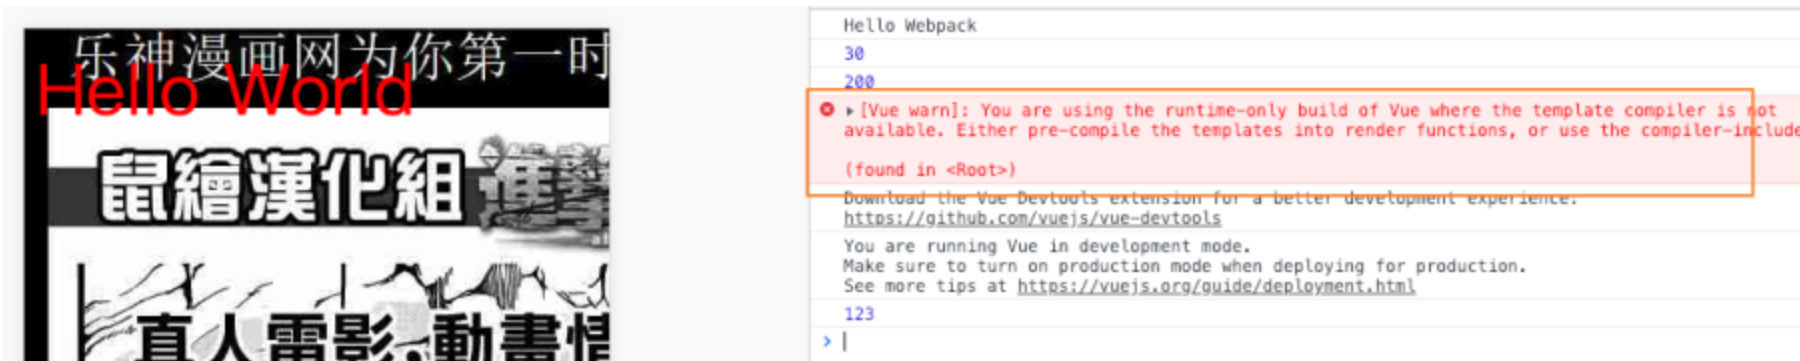 乐神漫画网为你第一时
Hello World
鼠繪漢化組
真人電影,動畫情
Hello Webpack
30
200
[Vue warn]: You are using the runtime-only build of Vue where the template compiler is not
available. Either pre-compile the templates into render functions, or use the compiler-include
(found in <Root>)
Download the Vue Devtools extension for a better development experience:
https://github.com/vuejs/vue-devtools
You are running Vue in development mode.
Make sure to turn on production mode when deploying for production.
See more tips at https://vuejs.org/guide/deployment.html
123